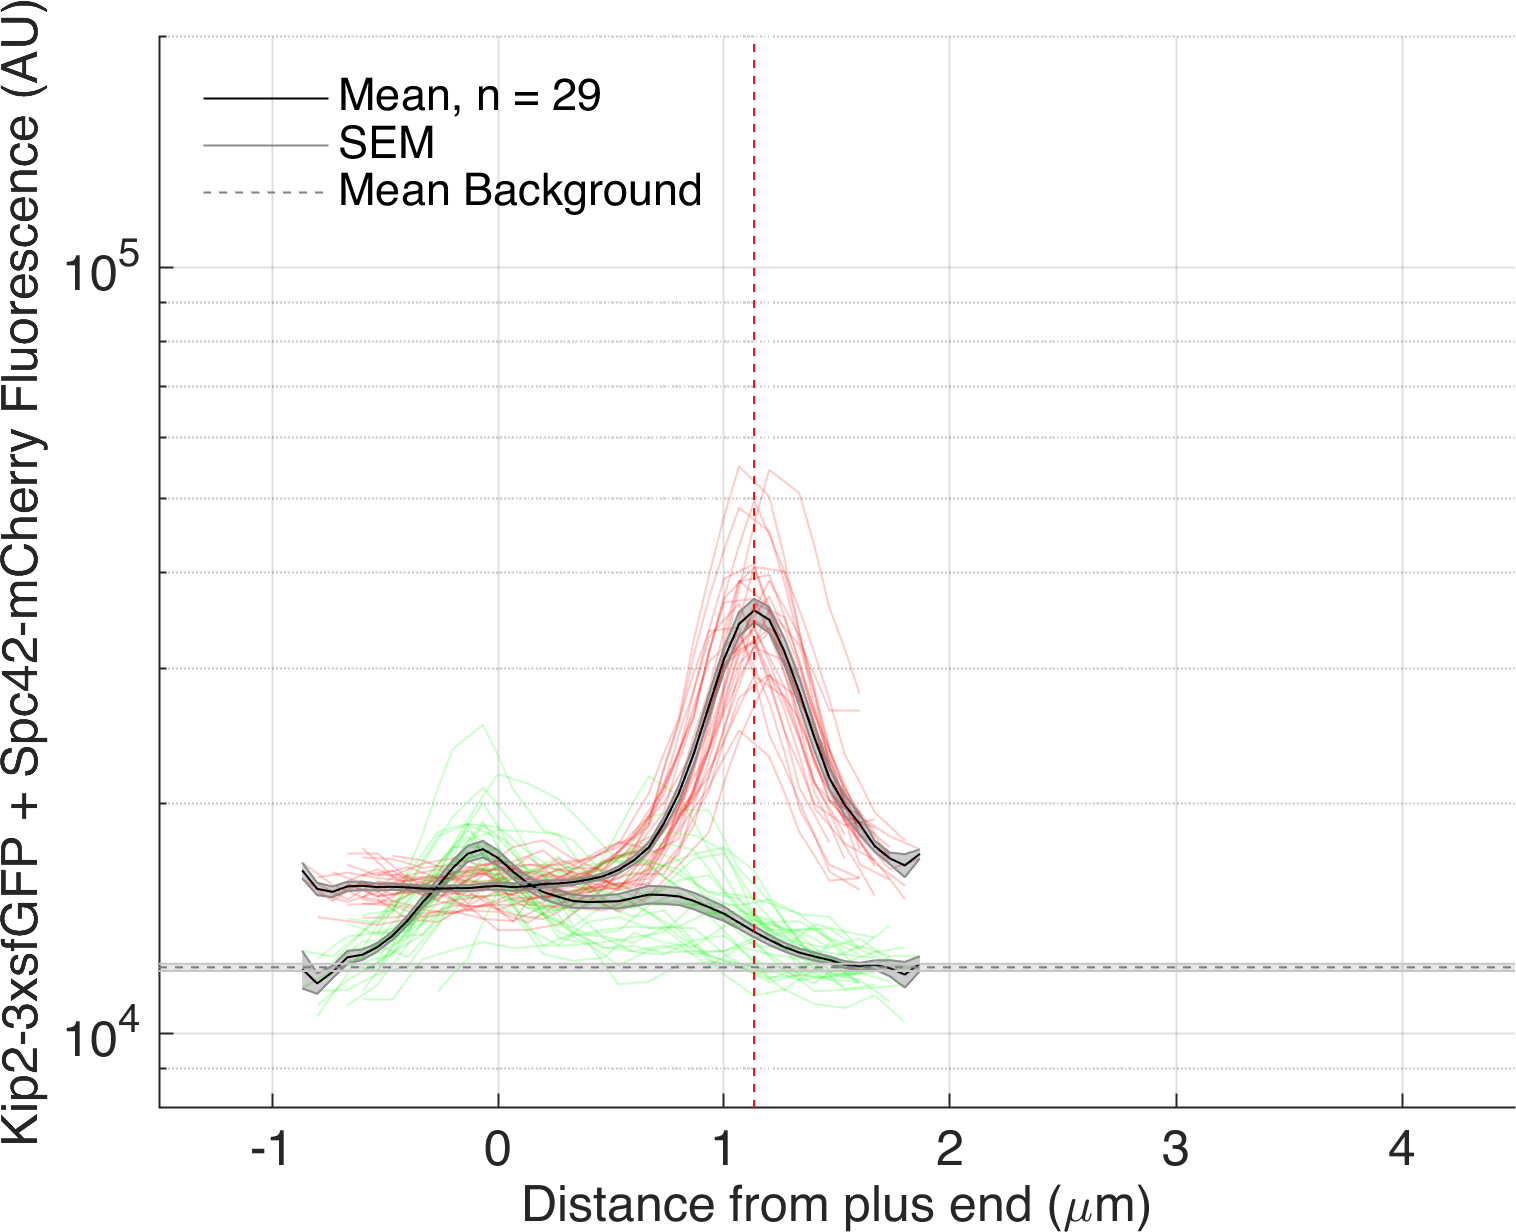 Kip2-3xsfGFP + Spc42-mCherry Fluorescence (AU)
Mean, n = 29
SEM
Mean Background
10^5
10^4
-1 0 1 2 3 4
Distance from plus end (μm)